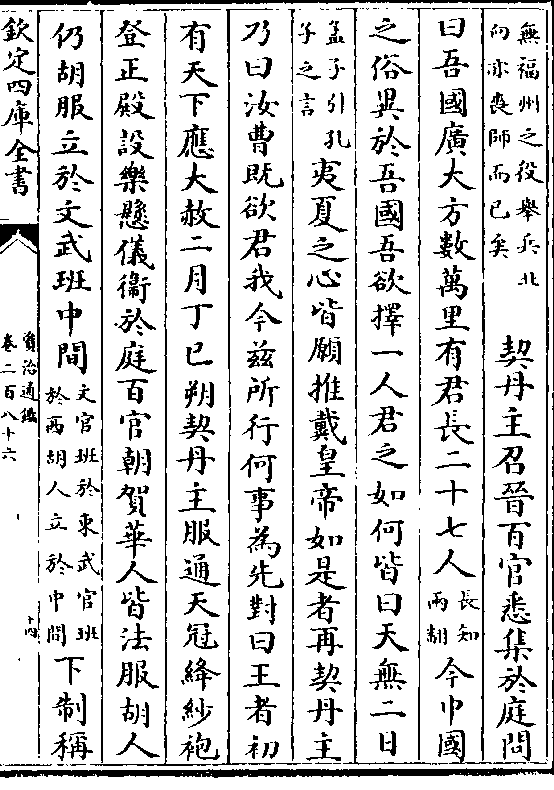 無福州之役舉兵北
向亦喪師而已矣
契丹主召晉百官悉集於庭問
曰吾國廣大方數萬里有君長二十七人
長知
兩翻
今中國
之俗異於吾國吾欲擇一人君之如何皆曰天無二日
孟子引孔
子之言
夷夏之心皆願推戴皇帝如是者再契丹主
乃曰汝曹既欲君我今兹所行何事為先對曰王者初
有天下應大赦二月丁巳朔契丹主服通天冠絳紗袍
登正殿設樂懸儀衞於庭百官朝賀華人皆法服胡人
仍胡服立於文武班中間
文官班於東武官班
於西胡人立於中間
下制稱
欽定四庫全書
資治通鑑
卷二百八十六
十四